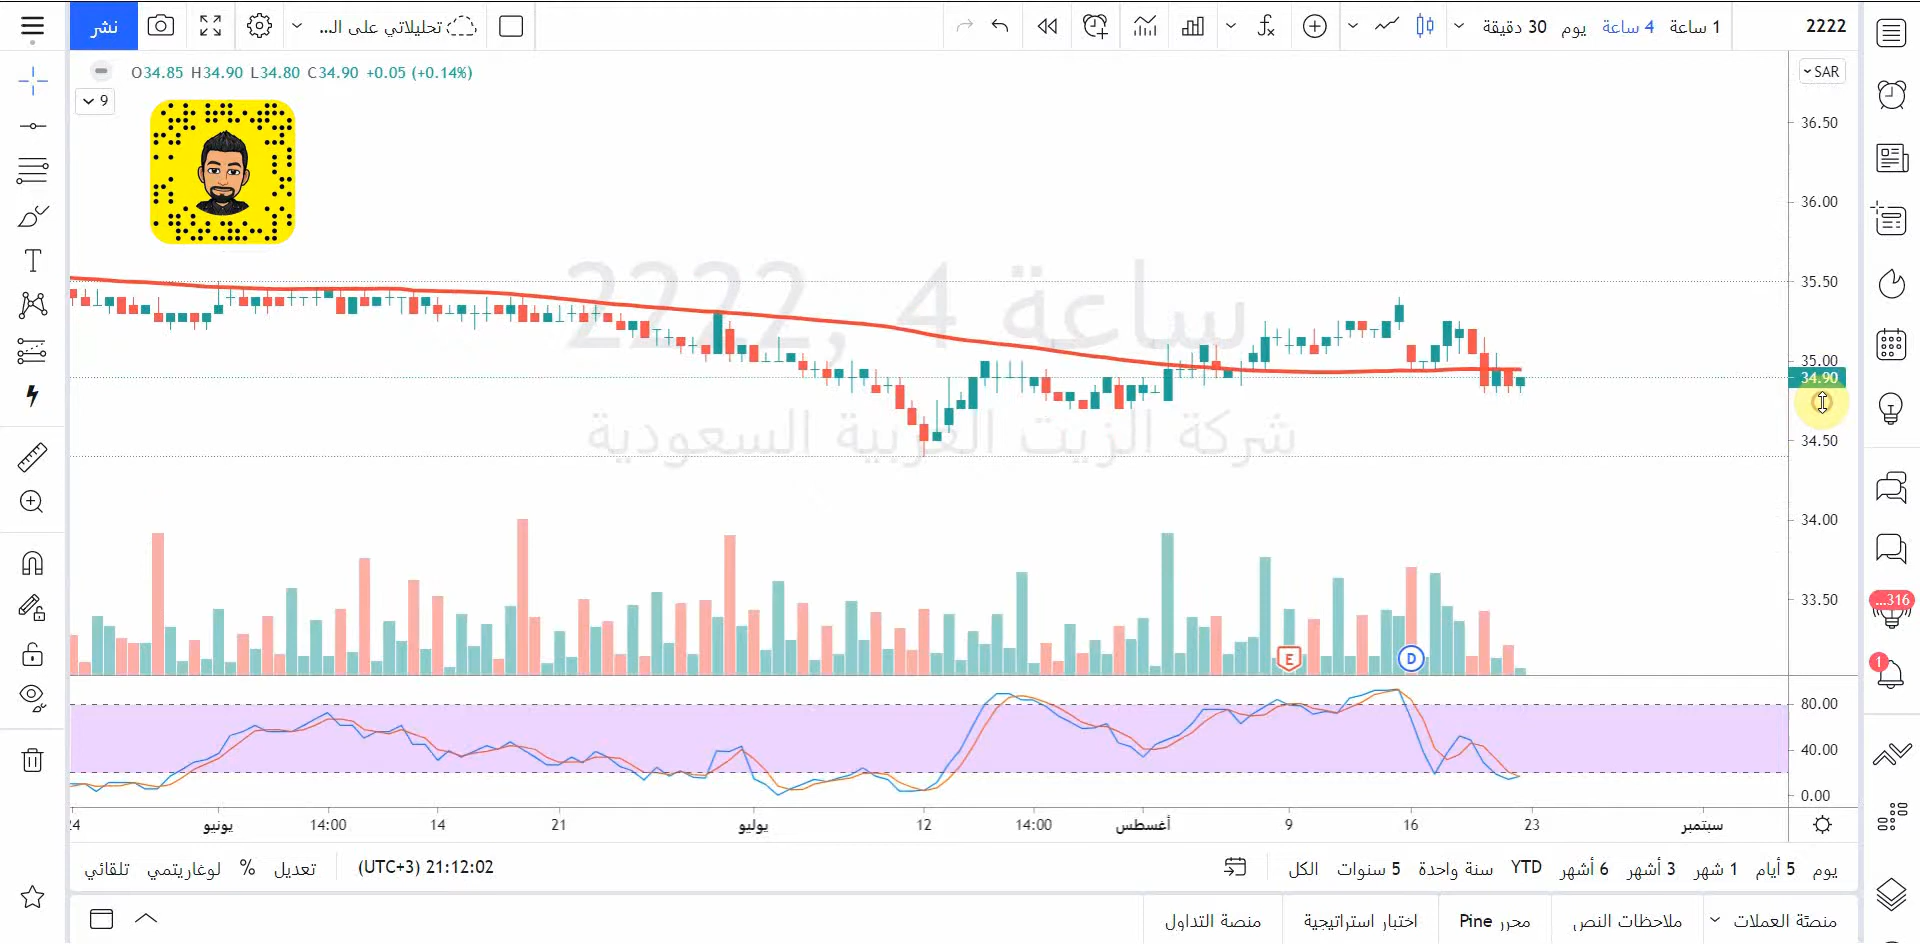 نشر
تحليلاتي على الـ...
30 دقيقة
يوم
4 ساعة
1 ساعة
2222
O34.85 H34.90 L34.80 C34.90 +0.05 (+0.14%)
9
SAR
36.50
36.00
35.50
35.00
34.90
34.50
34.00
33.50
2222, 4 ساعة
شركة الزيت العربية السعودية
E
D
...316
1
80.00
40.00
0.00
24
يونيو
14:00
14
21
يوليو
12
14:00
أغسطس
9
16
23
سبتمبر
تلقائي
لوغاريتمي
%
تعديل
21:12:02 (UTC+3)
الكل
5 سنوات
سنة واحدة
YTD
6 أشهر
3 أشهر
1 شهر
5 أيام
يوم
منصة التداول
اختبار استراتيجية
محرر Pine
ملاحظات النص
منصئة العملات